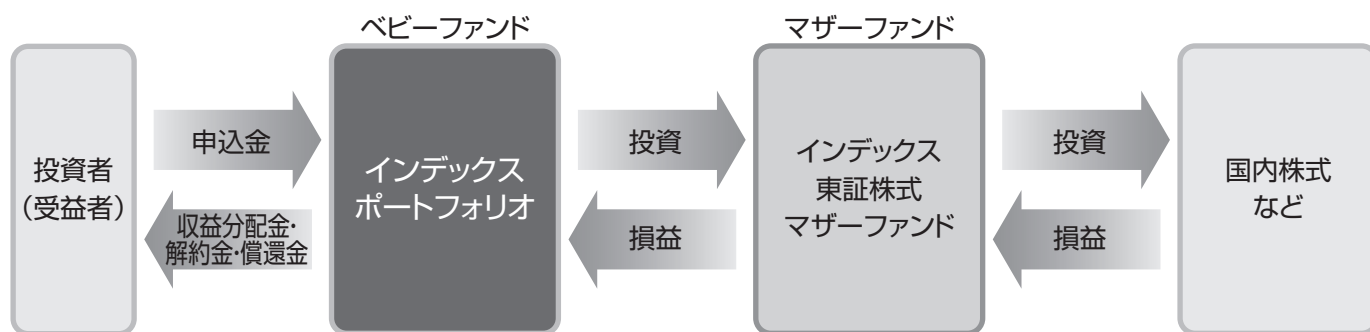 ベビーファンド
マザーファンド
投資者
（受益者）
申込金
収益分配金・
解約金・償還金
インデックス
ポートフォリオ
投資
損益
インデックス
東証株式
マザーファンド
投資
損益
国内株式
など